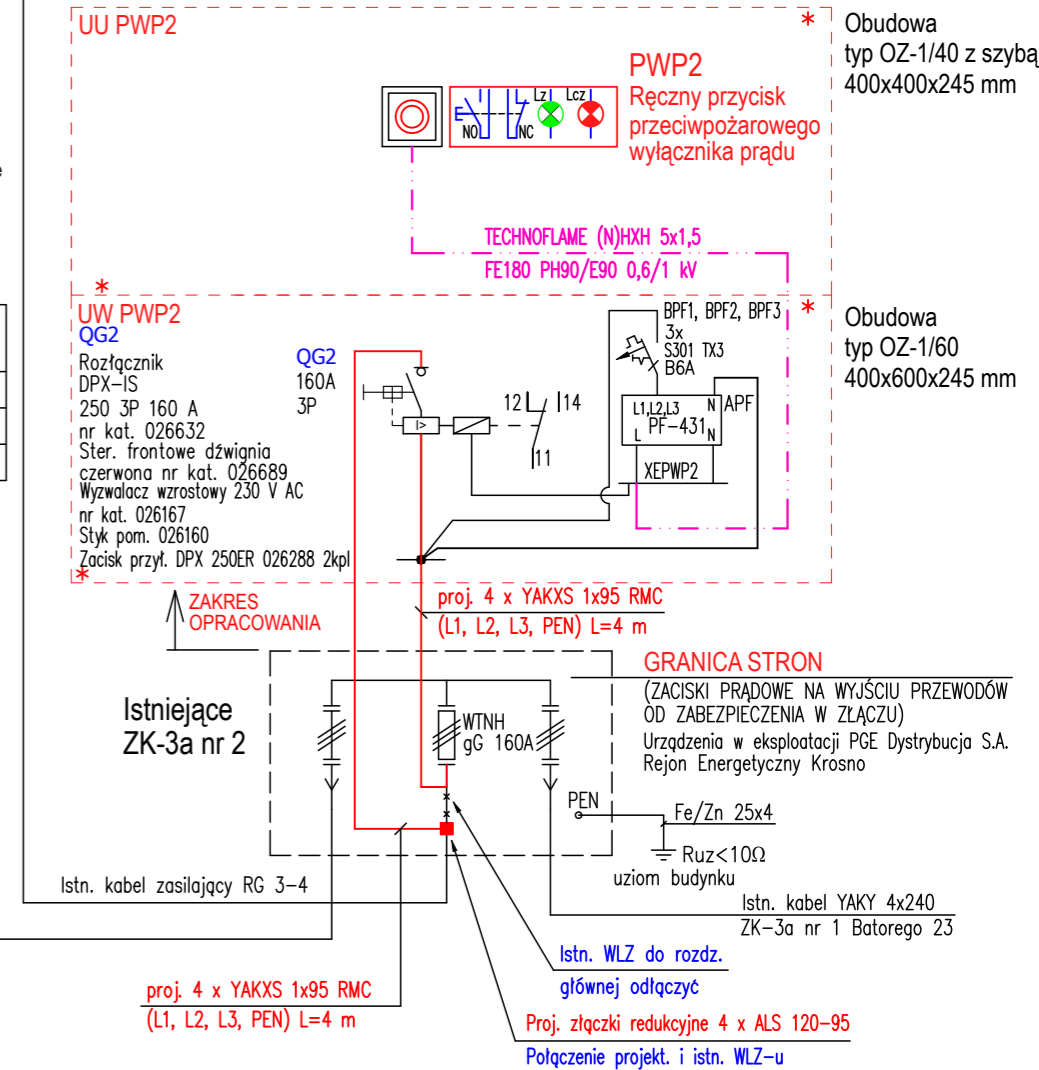 UU PWP2
*
Obudowa
typ OZ-1/40 z szybą
400x400x245 mm
PWP2
Ręczny przycisk
przeciwpożarowego
wyłącznika prądu
NO
NC
Lz
Lcz
e
TECHNOFLAME (N)HXH 5x1,5
FE180 PH90/E90 0,6/1 kV
*
*
UW PWP2
QG2
Rozłącznik
DPX-IS
250 3P 160 A
nr kat. 026632
Ster. frontowe dźwignia
czerwona nr kat. 026689
Wyzwalacz wzrostowy 230 V AC
nr kat. 026167
Styk pom. 026160
Zacisk przył. DPX 250ER 026288 2kpl
*
QG2
160A
3P
I>
12
14
11
BPF1, BPF2, BPF3
3x
S301 TX3
B6A
L1,L2,L3 N
PF-431
L N
APF
XEPWP2
Obudowa
typ OZ-1/60
400x600x245 mm
ZAKRES
OPRACOWANIA
proj. 4 x YAKXS 1x95 RMC
(L1, L2, L3, PEN) L=4 m
Istniejące
ZK-3a nr 2
WTNH
gG 160A
GRANICA STRON
(ZACISKI PRĄDOWE NA WYJŚCIU PRZEWODÓW
OD ZABEZPIECZENIA W ZŁĄCZU)
Urządzenia w eksploatacji PGE Dystrybucja S.A.
Rejon Energetyczny Krosno
PEN
Fe/Zn 25x4
Ruz<10Ω
uziom budynku
Istn. kabel zasilający RG 3-4
Istn. kabel YAKY 4x240
ZK-3a nr 1 Batorego 23
Istn. WLZ do rozdz.
głównej odłączyć
proj. 4 x YAKXS 1x95 RMC
(L1, L2, L3, PEN) L=4 m
Proj. złączki redukcyjne 4 x ALS 120-95
Połączenie projekt. i istn. WLZ-u